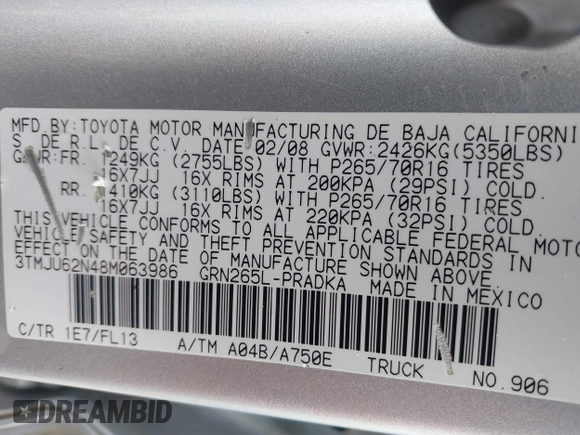 MFD. BY: TOYOTA MOTOR MANUFACTURING DE BAJA CALIFORNI
S. DE R.L. DE C.V. DATE 02/08 GVWR: 2426KG(5350LBS)
GAWR: FR. 1249KG (2755LBS) WITH P265/70R16 TIRES
16X7JJ 16X RIMS AT 200KPA (29PSI) COLD.
RR. 1410KG (3110LBS) WITH P265/70R16 TIRES
16X7JJ 16X RIMS AT 220KPA (32PSI) COLD.
THIS VEHICLE CONFORMS TO ALL APPLICABLE FEDERAL MOTO
VEHICLE SAFETY AND THEFT PREVENTION STANDARDS IN
EFFECT ON THE DATE OF MANUFACTURE SHOWN ABOVE.
3TMJU62N48M063986 GRN265L-PRADKA MADE IN MEXICO
C/TR 1E7/FL13 A/TM A04B/A750E TRUCK NO. 906
DREAMBID